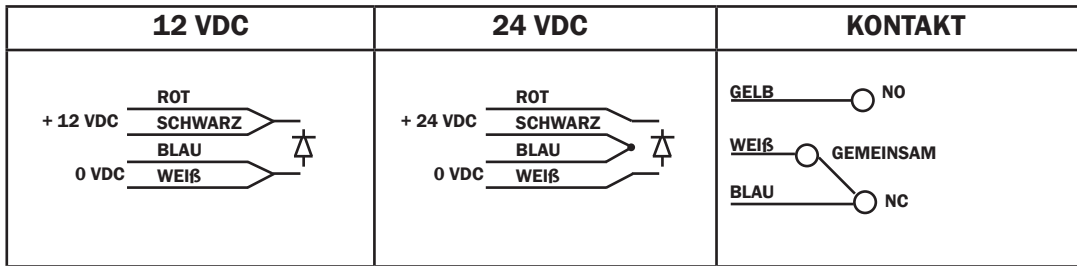 12 VDC
24 VDC
KONTAKT
ROT
+ 12 VDC
SCHWARZ
BLAU
0 VDC
WEIß
ROT
+ 24 VDC
SCHWARZ
BLAU
0 VDC
WEIß
GELB
NO
WEIß
GEMEINSAM
BLAU
NC